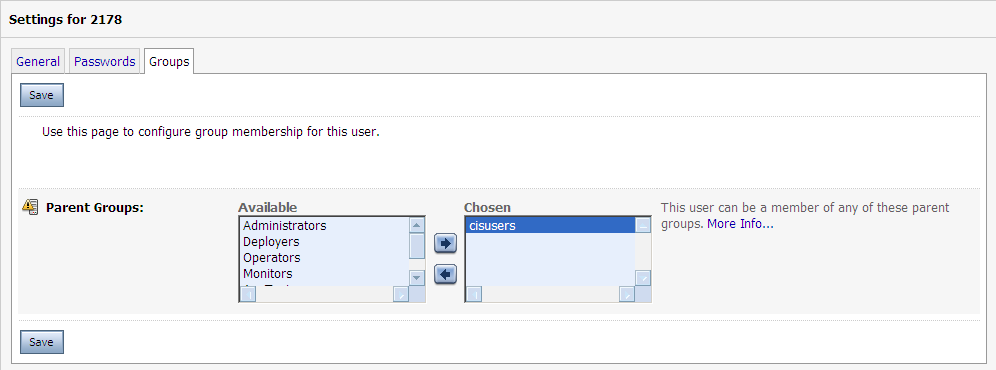 Settings for 2178
General Passwords Groups
Save
Use this page to configure group membership for this user.
Parent Groups:
Available
Administrators
Deployers
Operators
Monitors
Chosen
cisusers
This user can be a member of any of these parent
groups. More Info...
Save